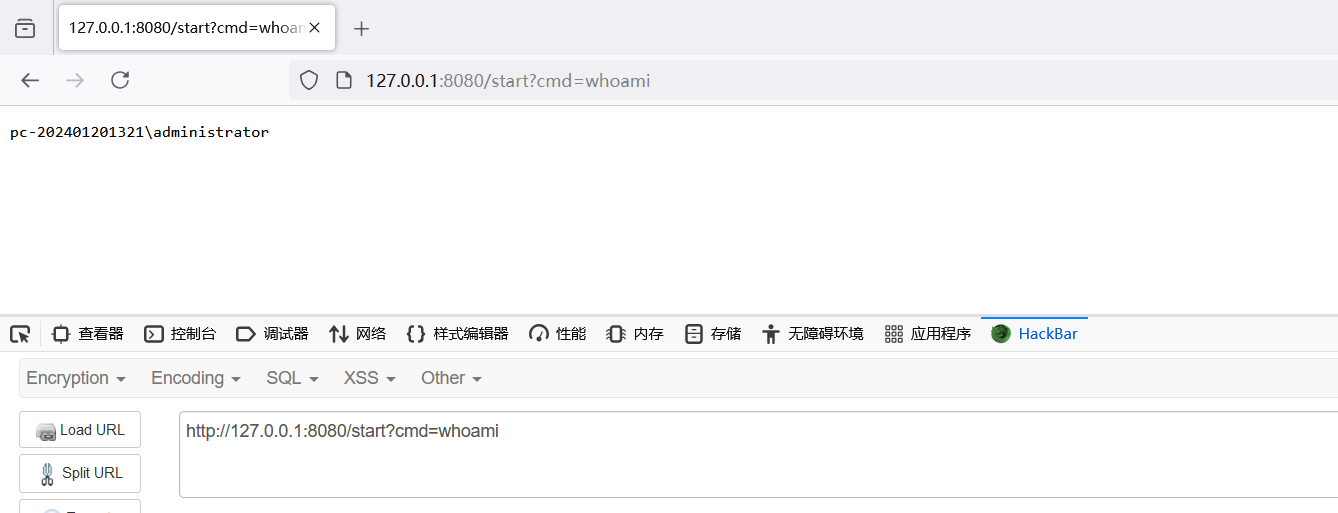 127.0.0.1:8080/start?cmd=whoam
127.0.0.1:8080/start?cmd=whoami
pc-202401201321\administrator
查看器 控制台 调试器 网络 样式编辑器 性能 内存 存储 无障碍环境 应用程序 HackBar
Encryption Encoding SQL XSS Other
Load URL http://127.0.0.1:8080/start?cmd=whoami
Split URL